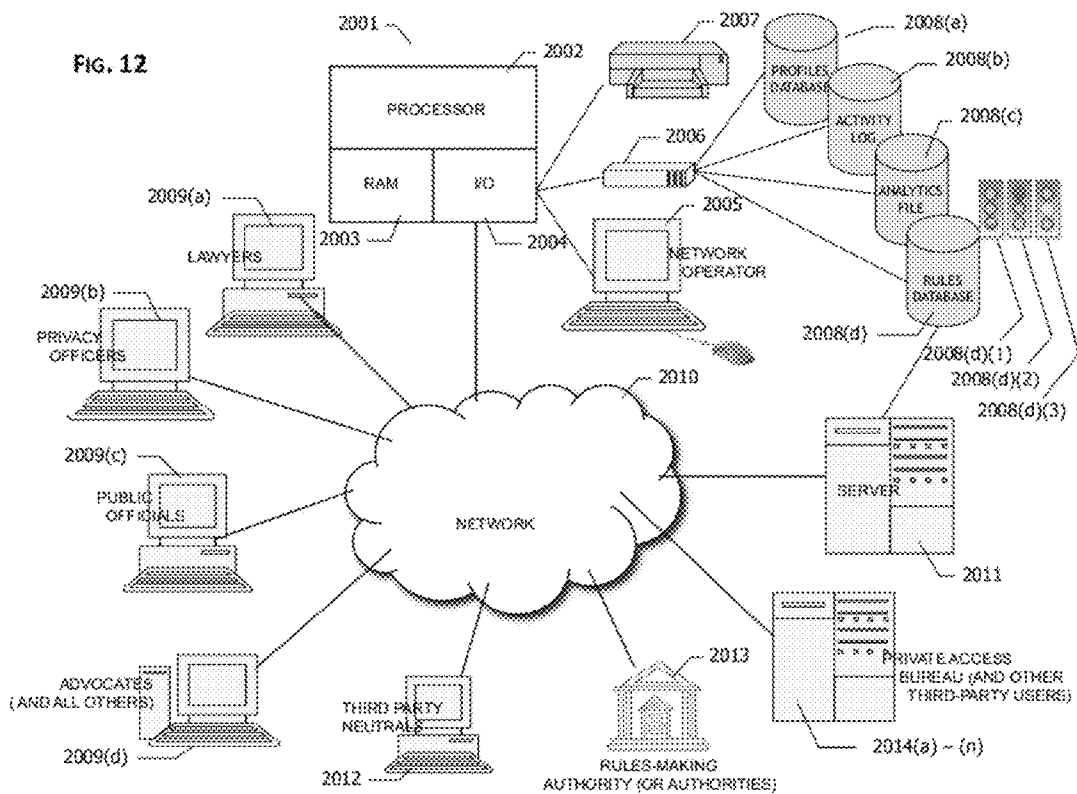 FIG. 12
2001
2002
PROCESSOR
RAM
I/O
2003
2004
2007
2006
2005
NETWORK
OPERATOR
2008(a)
PROFILES
DATABASE
2008(b)
ACTIVITY
LOG
2008(c)
ANALYTICS
FILE
RULES
DATABASE
2008(d)
2008(d)(1)
2008(d)(2)
2008(d)(3)
2009(a)
LAWYERS
2009(b)
PRIVACY
OFFICERS
2009(c)
PUBLIC
OFFICIALS
2010
NETWORK
SERVER
2011
ADVOCATES
(AND ALL OTHERS)
2009(d)
THIRD PARTY
NEUTRALS
2012
2013
RULES-MAKING
AUTHORITY (OR AUTHORITIES)
PRIVATE ACCESS
BUREAU (AND OTHER
THIRD-PARTY USERS)
2014(a) ~ (n)